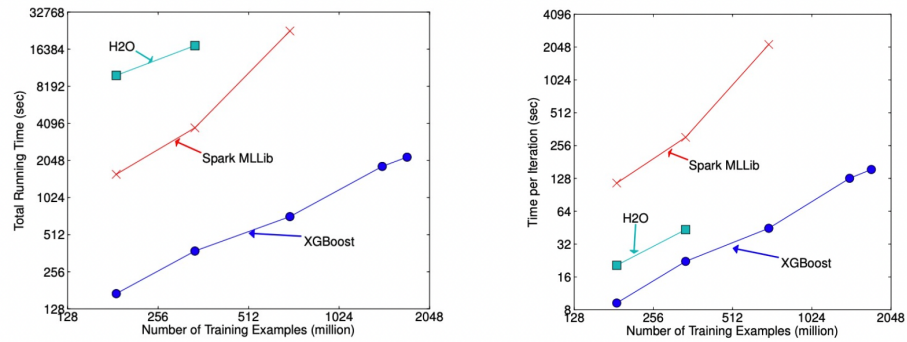 32768
16384
8192
4096
2048
1024
512
256
128
Total Running Time (sec)
H2O
Spark MLLib
XGBoost
128 256 512 1024 2048
Number of Training Examples (million)
4096
2048
1024
512
256
128
64
32
16
8
Time per Iteration (sec)
Spark MLLib
H2O
XGBoost
128 256 512 1024 2048
Number of Training Examples (million)